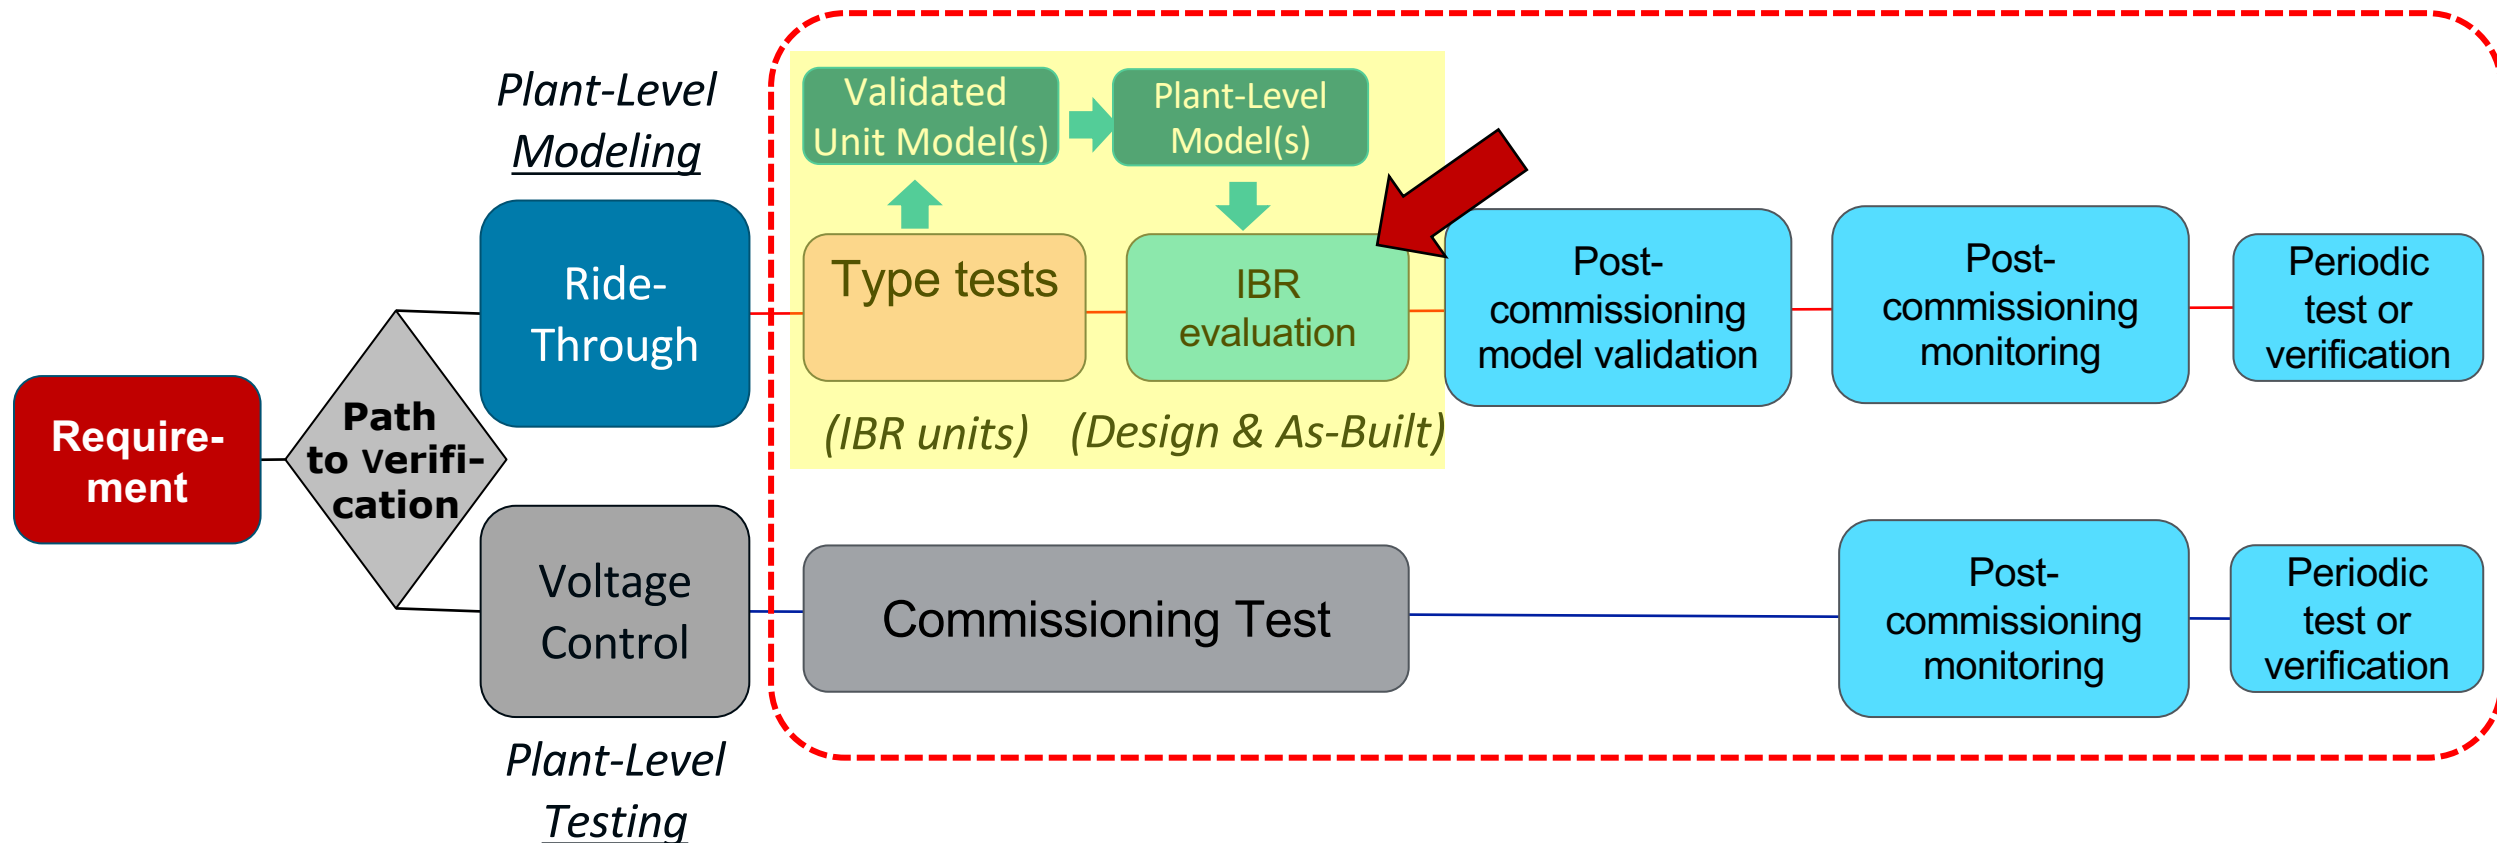 Plant-Level
Modeling
Validated
Unit Model(s)
Plant-Level
Model(s)
Ride-
Through
Type tests
IBR
evaluation
Post-
commissioning
model validation
Post-
commissioning
monitoring
Periodic
test or
verification
(IBR units)
(Design & As-Built)
Require-
ment
Path
to Verifi-
cation
Voltage
Control
Commissioning Test
Post-
commissioning
monitoring
Periodic
test or
verification
Plant-Level
Testing